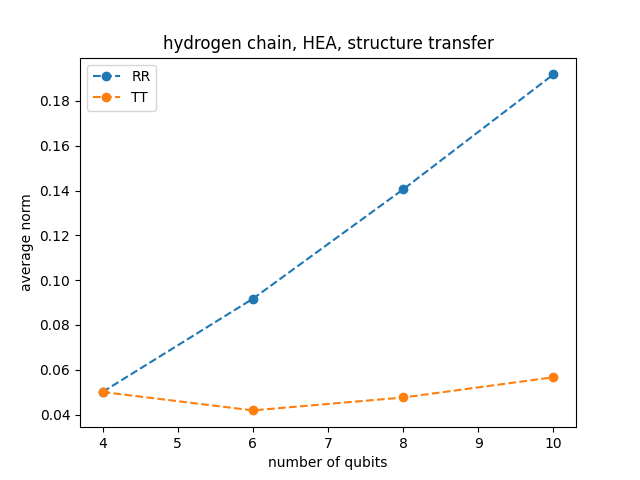 hydrogen chain, HEA, structure transfer
RR
TT
average norm
0.18
0.16
0.14
0.12
0.10
0.08
0.06
0.04
4 5 6 7 8 9 10
number of qubits